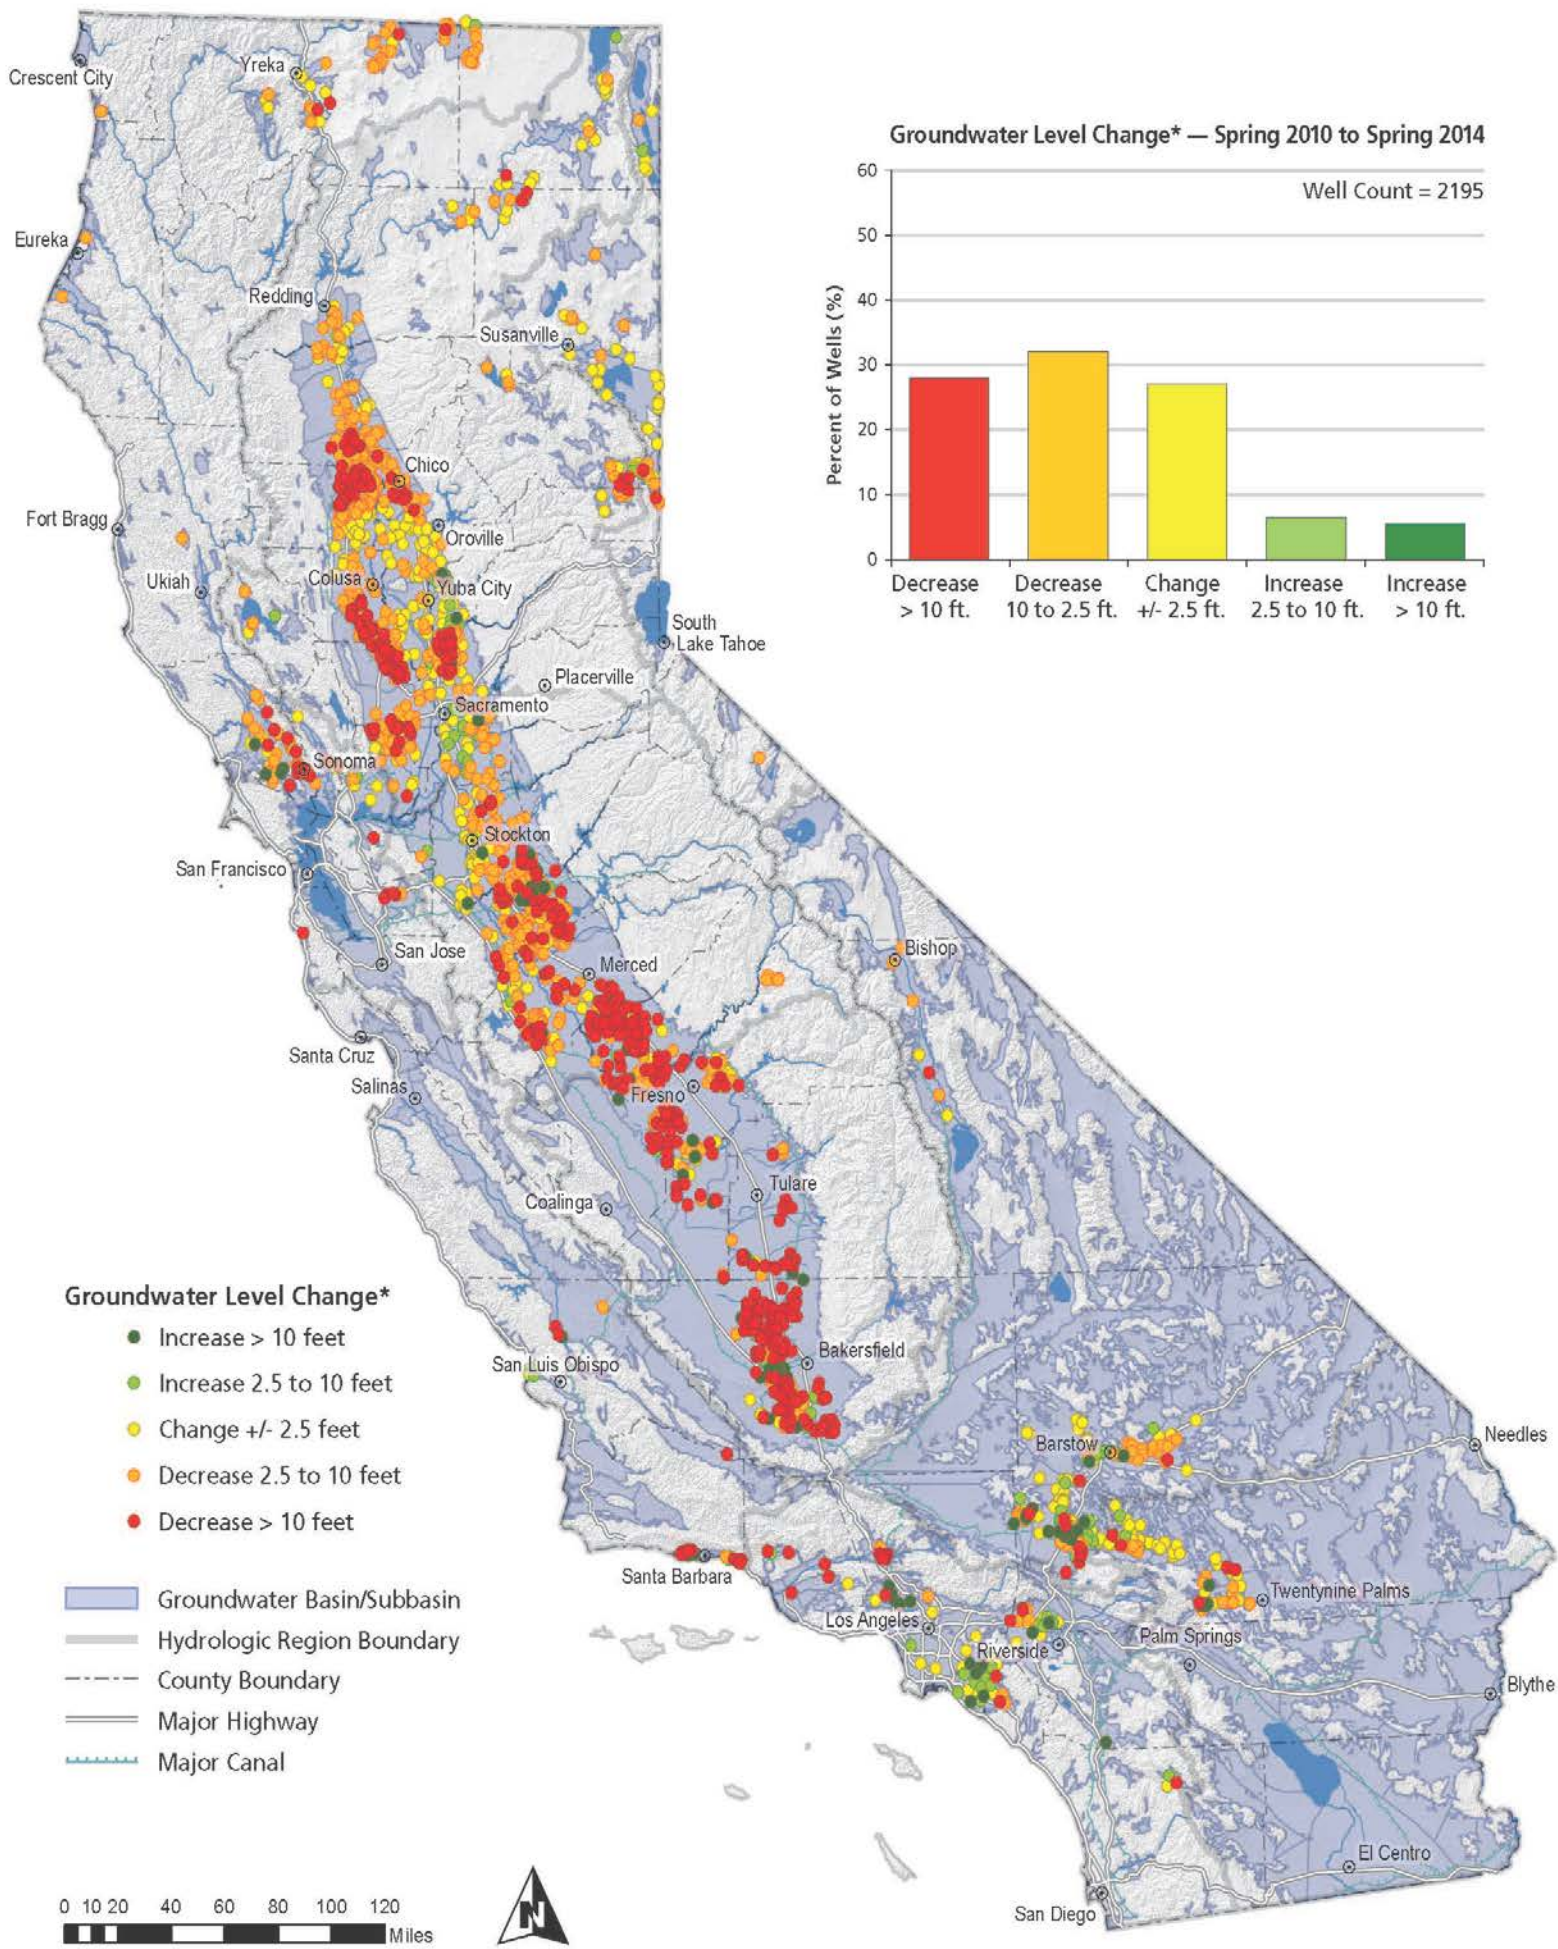 Crescent City
Yreka
Eureka
Redding
Susanville
Chico
Fort Bragg
Oroville
Ukiah
Colusa
Yuba City
South
Lake Tahoe
Placerville
Sacramento
Sonoma
Stockton
San Francisco
San Jose
Merced
Bishop
Santa Cruz
Salinas
Fresno
Tulare
Coalinga
San Luis Obispo
Bakersfield
Barstow
Needles
Santa Barbara
Los Angeles
Riverside
Twentynine Palms
Palm Springs
Blythe
El Centro
San Diego
Groundwater Level Change* — Spring 2010 to Spring 2014
Well Count = 2195
Percent of Wells (%)
60
50
40
30
20
10
0
Decrease
> 10 ft.
Decrease
10 to 2.5 ft.
Change
+/- 2.5 ft.
Increase
2.5 to 10 ft.
Increase
> 10 ft.
Groundwater Level Change*
Increase > 10 feet
Increase 2.5 to 10 feet
Change +/- 2.5 feet
Decrease 2.5 to 10 feet
Decrease > 10 feet
Groundwater Basin/Subbasin
Hydrologic Region Boundary
County Boundary
Major Highway
Major Canal
0 10 20 40 60 80 100 120
Miles
N